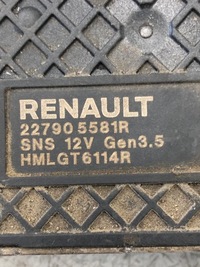 RENAULT
22790 5581R
SNS 12V Gen3.5
HMLGT6114R